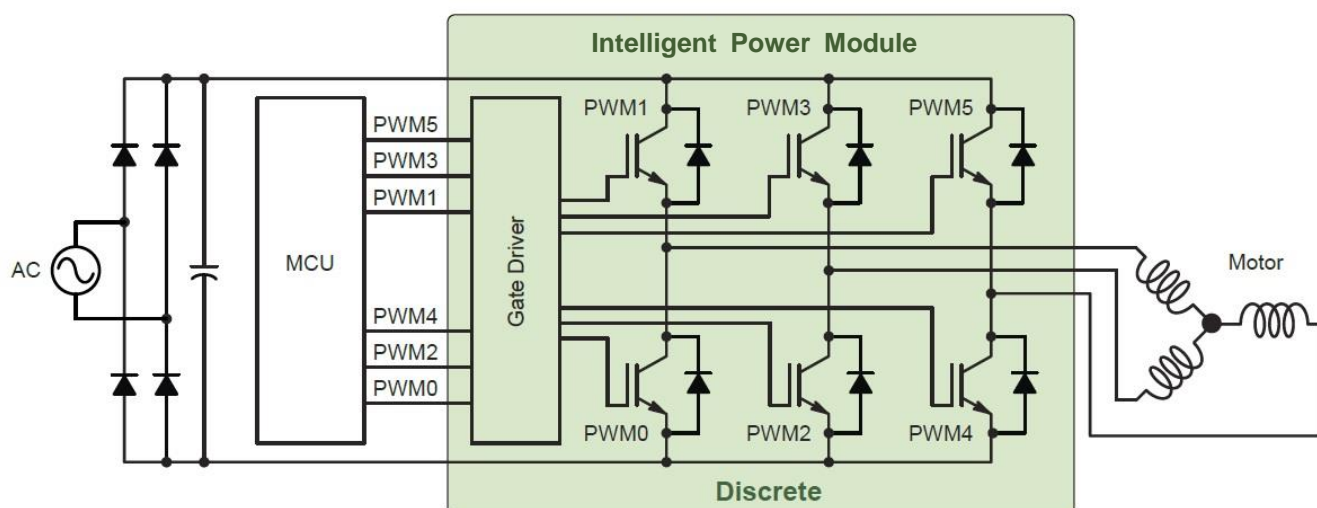 Intelligent Power Module
PWM1
PWM3
PWM5
PWM5
PWM3
PWM1
AC
MCU
Gate Driver
Motor
PWM4
PWM2
PWM0
PWM0
PWM2
PWM4
Discrete